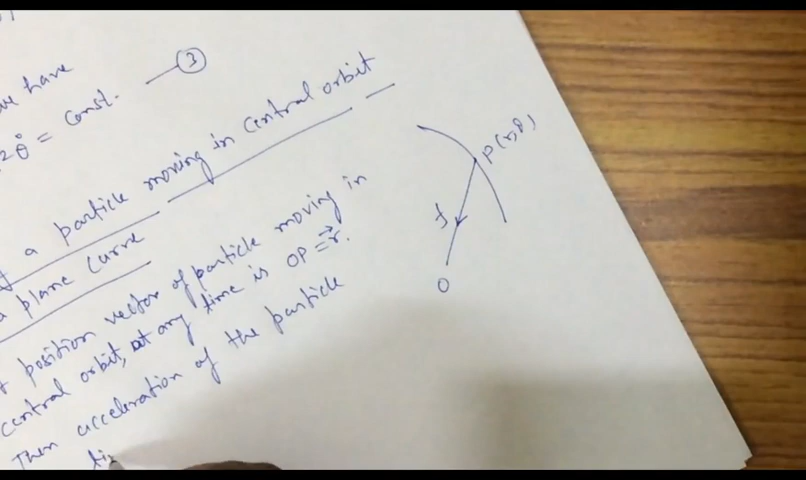 we have
²θ̇ = const. — ③
a particle moving in central orbit
a plane curve
position vector of particle moving in
central orbit, at any time is OP = r⃗.
Then acceleration of the particle
P(r,θ)
f
O